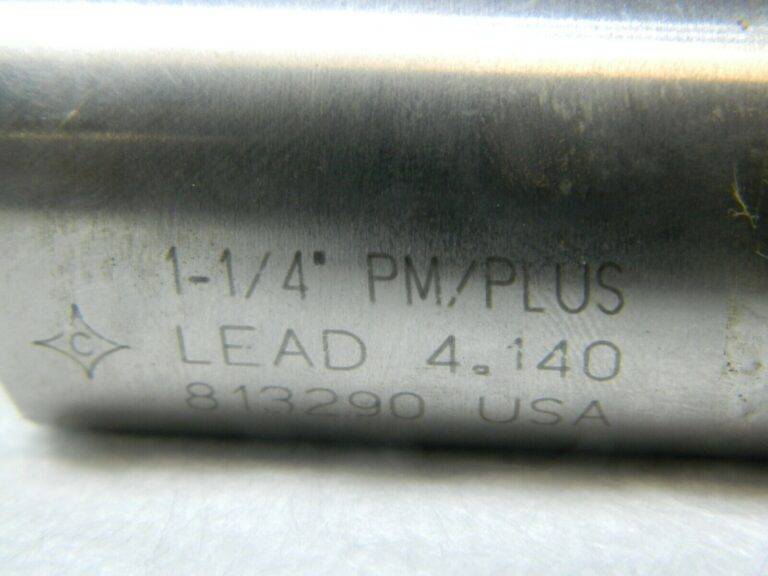 1-1/4" PM/PLUS
C LEAD 4.140
813290 USA